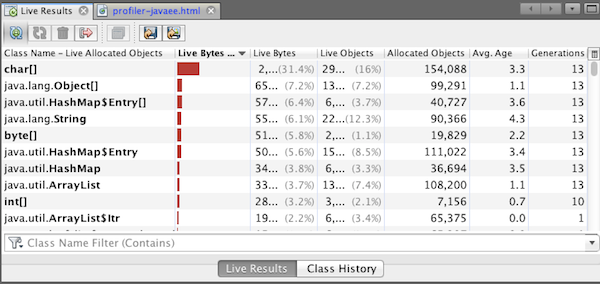 Live Results profiler-javaee.html
Class Name – Live Allocated Objects Live Bytes ... Live Bytes Live Objects Allocated Objects Avg. Age Generations
char[] 2,...(31.4%) 29... (16%) 154,088 3.3 13
java.lang.Object[] 65... (7.2%) 13... (7.2%) 99,291 1.1 13
java.util.HashMap$Entry[] 57... (6.4%) 6,... (3.6%) 40,727 3.6 13
java.lang.String 55... (6.1%) 22...(12.3%) 90,366 4.3 13
byte[] 51... (5.8%) 2,... (1.1%) 19,829 2.2 13
java.util.HashMap$Entry 50... (5.6%) 15... (8.5%) 111,022 3.4 13
java.util.HashMap 34... (3.8%) 6,... (3.3%) 36,694 3.5 13
java.util.ArrayList 33... (3.7%) 13... (7.4%) 108,200 1.1 13
int[] 28... (3.2%) 3,... (2.1%) 7,156 0.7 10
java.util.ArrayList$Itr 19... (2.2%) 6,... (3.4%) 65,375 0.0 1
Class Name Filter (Contains)
Live Results Class History